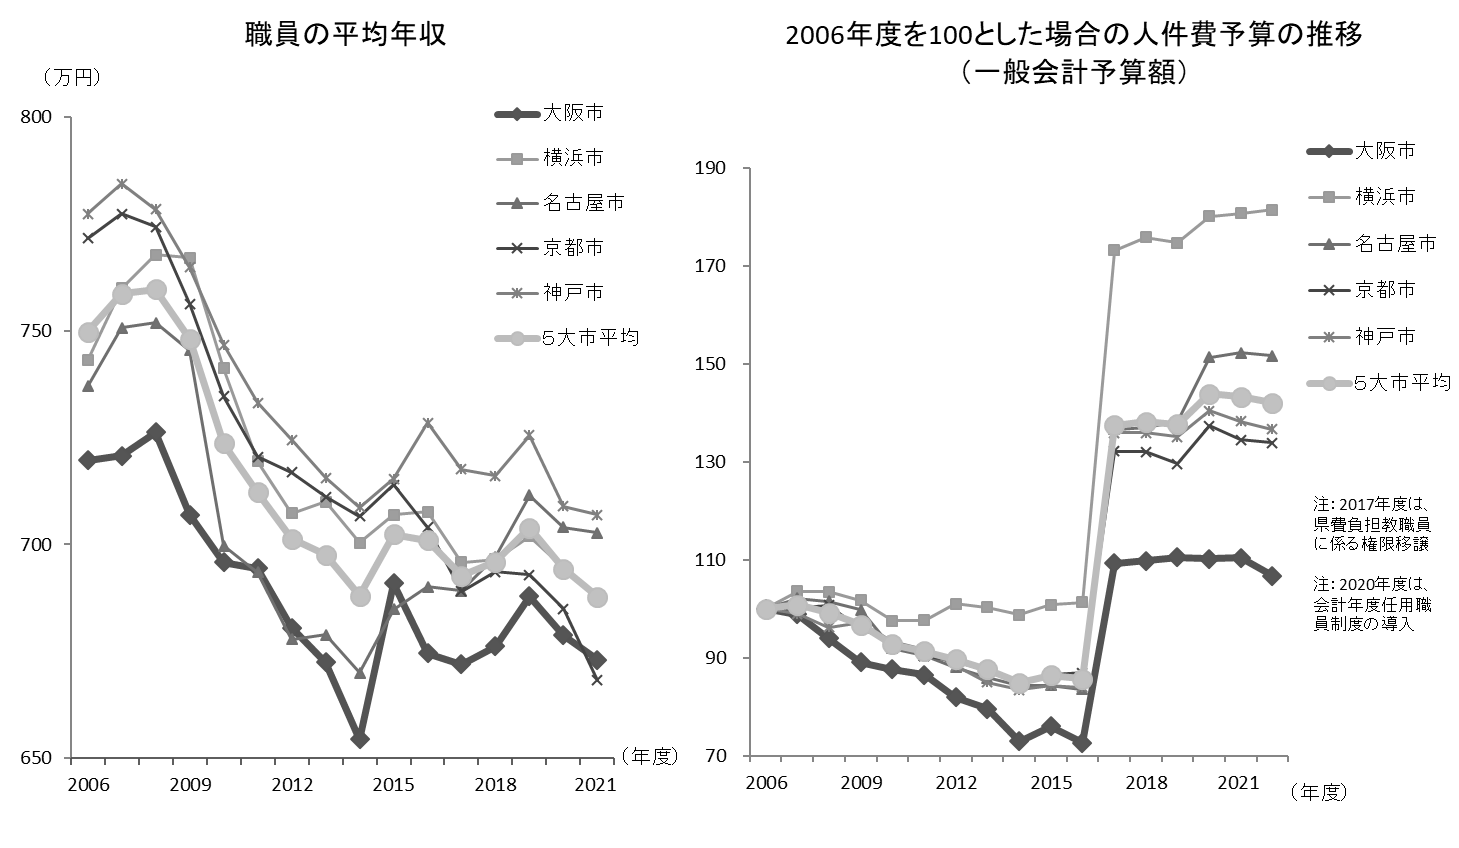 職員の平均年収
（万円）
800
750
700
650
2006
2009
2012
2015
2018
2021
（年度）
大阪市
横浜市
名古屋市
京都市
神戸市
５大市平均
2006年度を100とした場合の人件費予算の推移
（一般会計予算額）
190
170
150
130
110
90
70
2006
2009
2012
2015
2018
2021
（年度）
大阪市
横浜市
名古屋市
京都市
神戸市
５大市平均
注：2017年度は、
県費負担教職員
に係る権限移譲
注：2020年度は、
会計年度任用職
員制度の導入